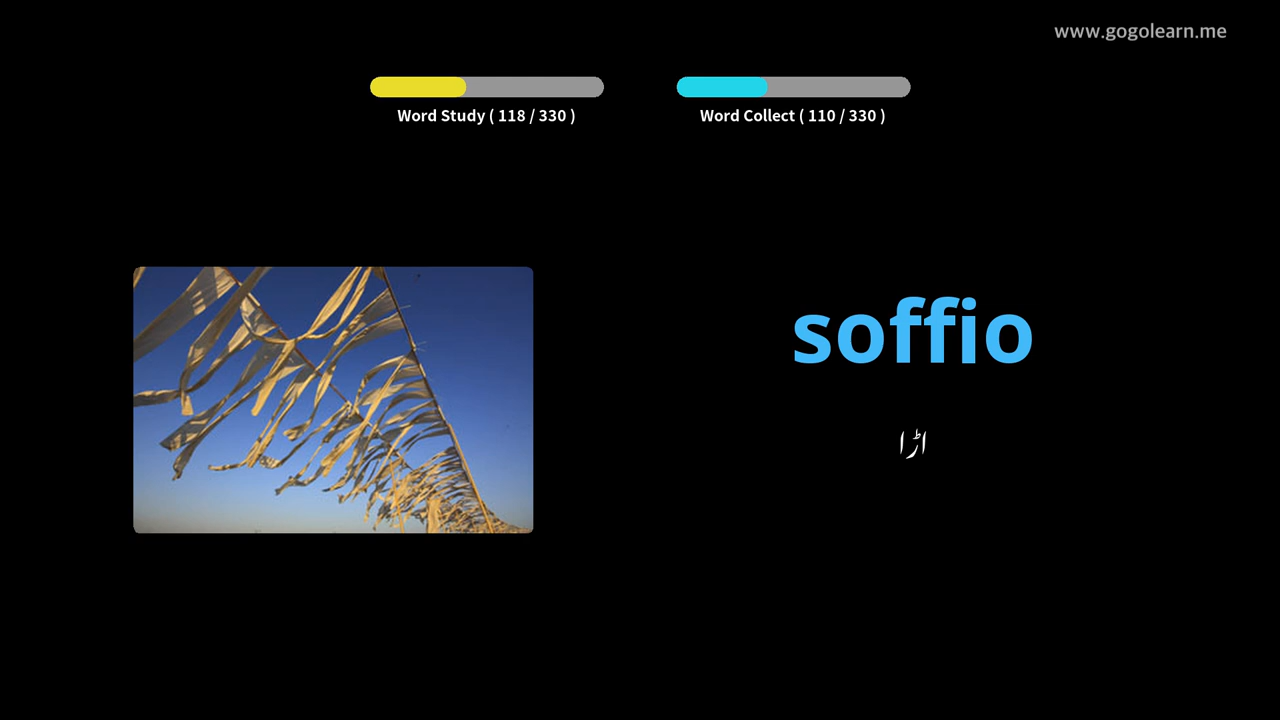 www.gogolearn.me
Word Study ( 118 / 330 )
Word Collect ( 110 / 330 )
soffio
اڑا